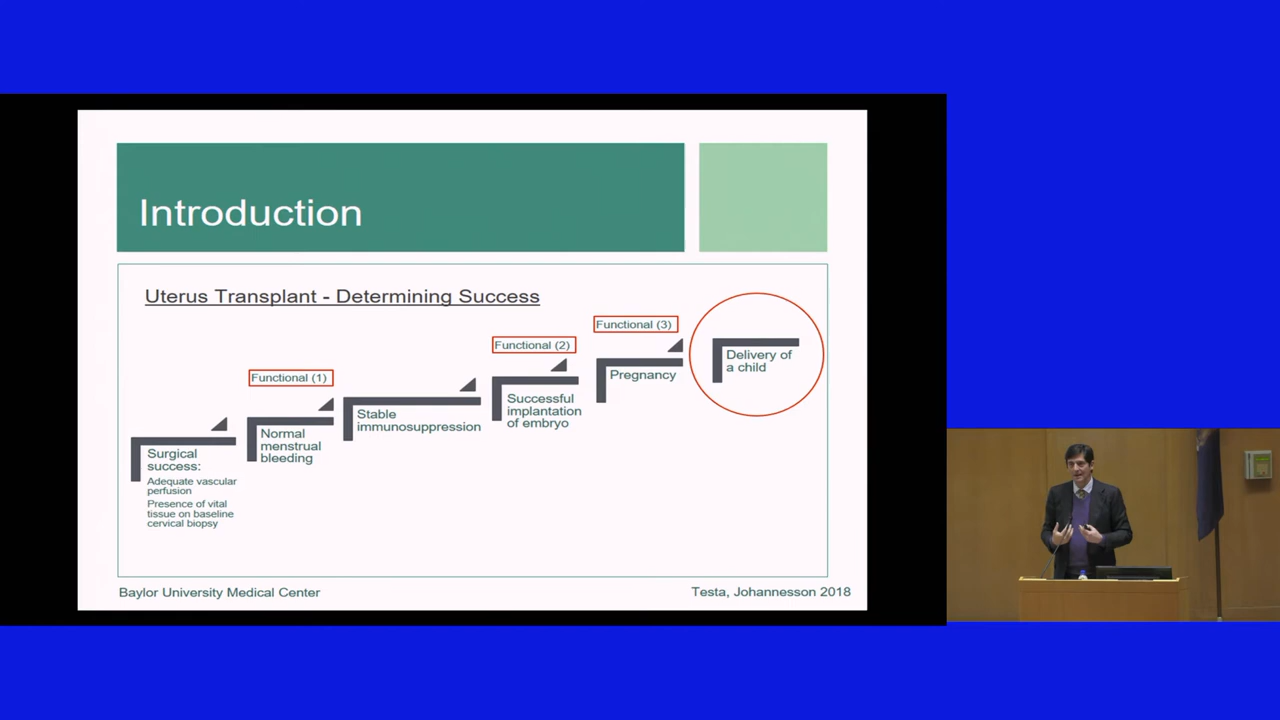 Introduction
Uterus Transplant - Determining Success
Functional (1)
Functional (2)
Functional (3)
Surgical
success:
Adequate vascular
perfusion
Presence of vital
tissue on baseline
cervical biopsy
Normal
menstrual
bleeding
Stable
immunosuppression
Successful
implantation
of embryo
Pregnancy
Delivery of
a child
Baylor University Medical Center
Testa, Johannesson 2018